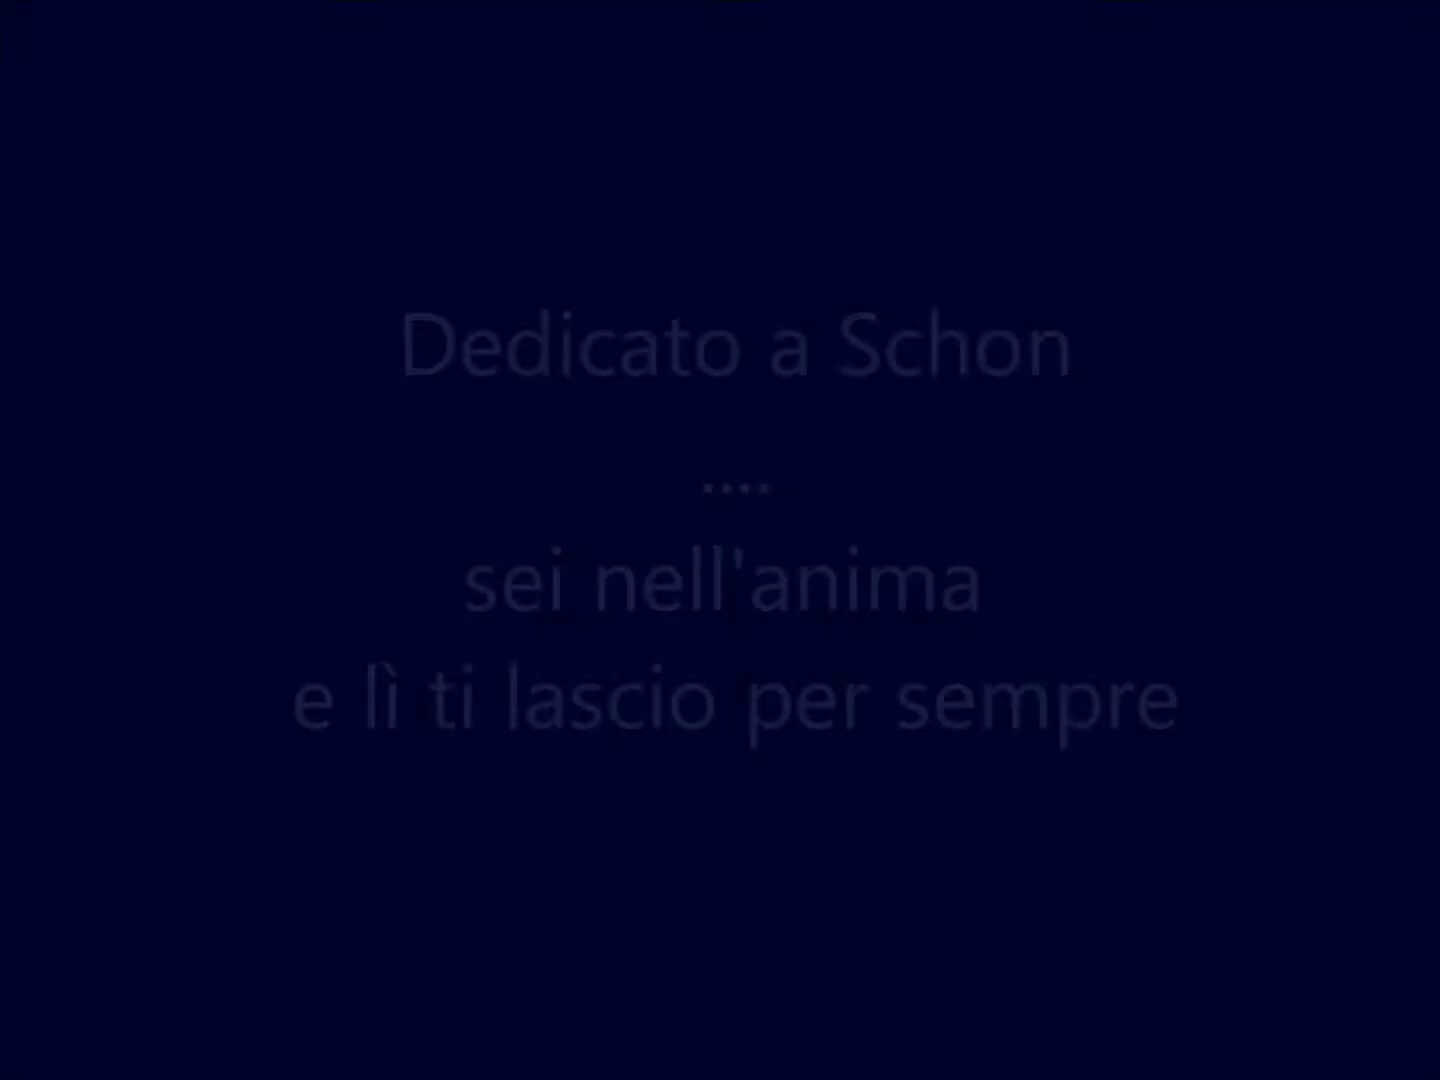 Dedicato a Schon
....
sei nell'anima
e lì ti lascio per sempre